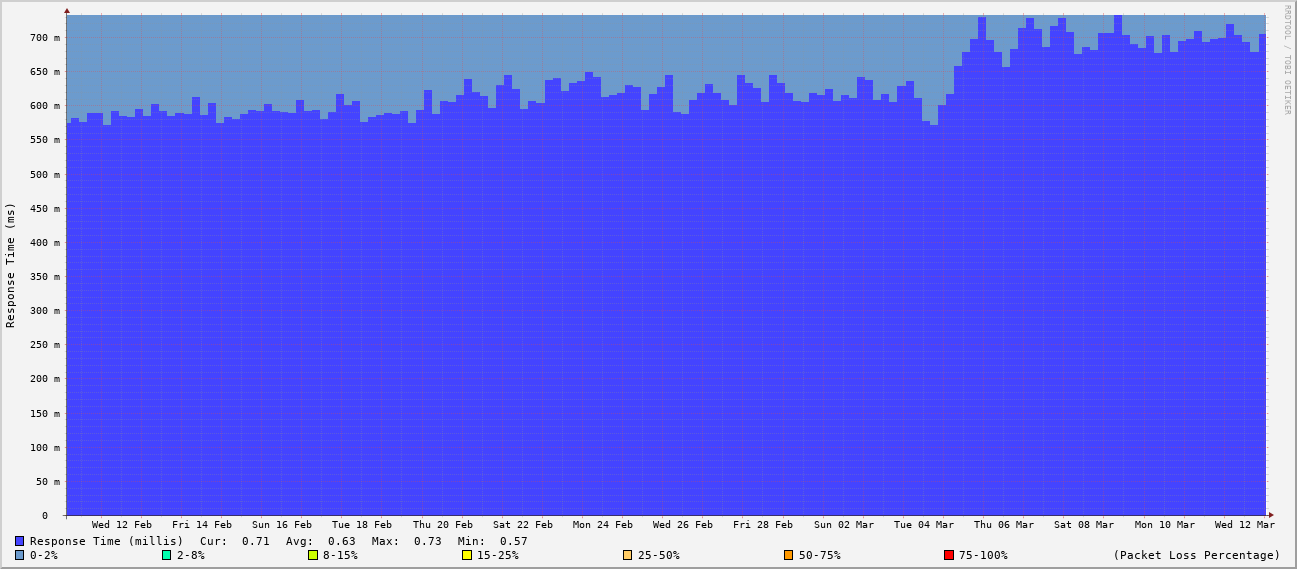 RRDTOOL / TOBI OETIKER
Response Time (ms)
700 m
650 m
600 m
550 m
500 m
450 m
400 m
350 m
300 m
250 m
200 m
150 m
100 m
50 m
0
Wed 12 Feb Fri 14 Feb Sun 16 Feb Tue 18 Feb Thu 20 Feb Sat 22 Feb Mon 24 Feb Wed 26 Feb Fri 28 Feb Sun 02 Mar Tue 04 Mar Thu 06 Mar Sat 08 Mar Mon 10 Mar Wed 12 Mar
Response Time (millis) Cur: 0.71 Avg: 0.63 Max: 0.73 Min: 0.57
0-2% 2-8% 8-15% 15-25% 25-50% 50-75% 75-100% (Packet Loss Percentage)